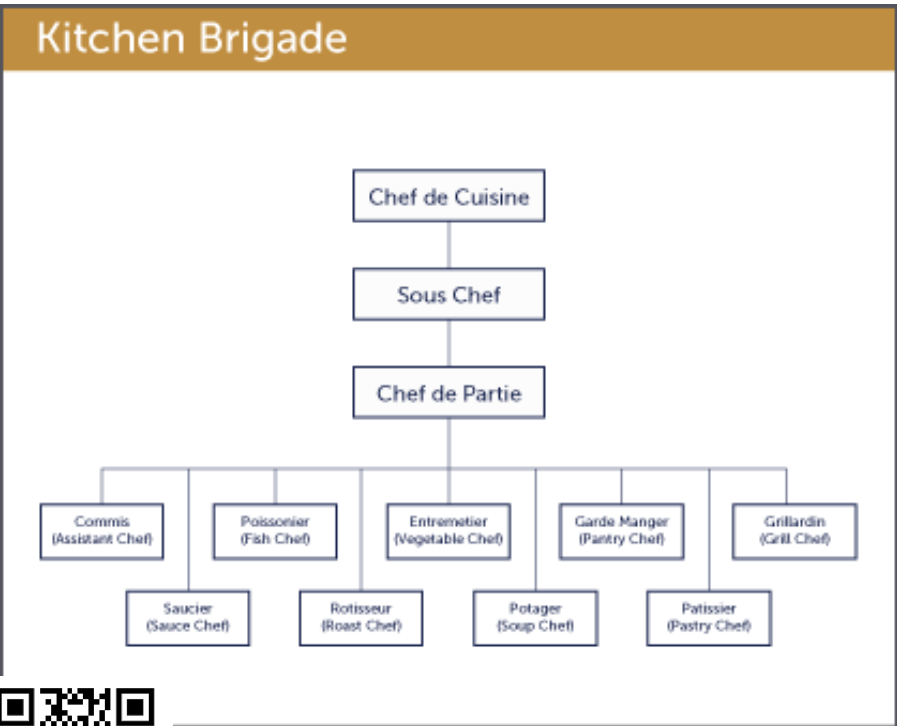 Kitchen Brigade
Chef de Cuisine
Sous Chef
Chef de Partie
Commis
(Assistant Chef)
Poissonier
(Fish Chef)
Entremetier
(Vegetable Chef)
Garde Manger
(Pantry Chef)
Grillardin
(Grill Chef)
Saucier
(Sauce Chef)
Rotisseur
(Roast Chef)
Potager
(Soup Chef)
Patissier
(Pastry Chef)